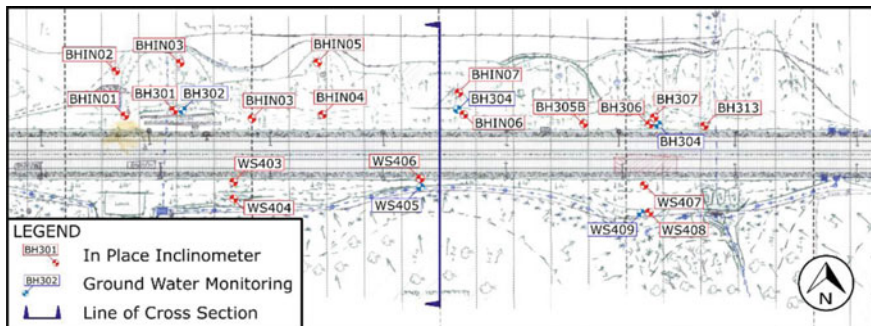 BHIN02
BHIN03
BHIN05
BHIN01
BH301
BH302
BHIN03
BHIN04
BHIN07
BH304
BHIN06
BH305B
BH306
BH307
BH313
BH304
WS403
WS404
WS406
WS405
WS407
WS409
WS408
LEGEND
BH301 In Place Inclinometer
BH302 Ground Water Monitoring
Line of Cross Section
N